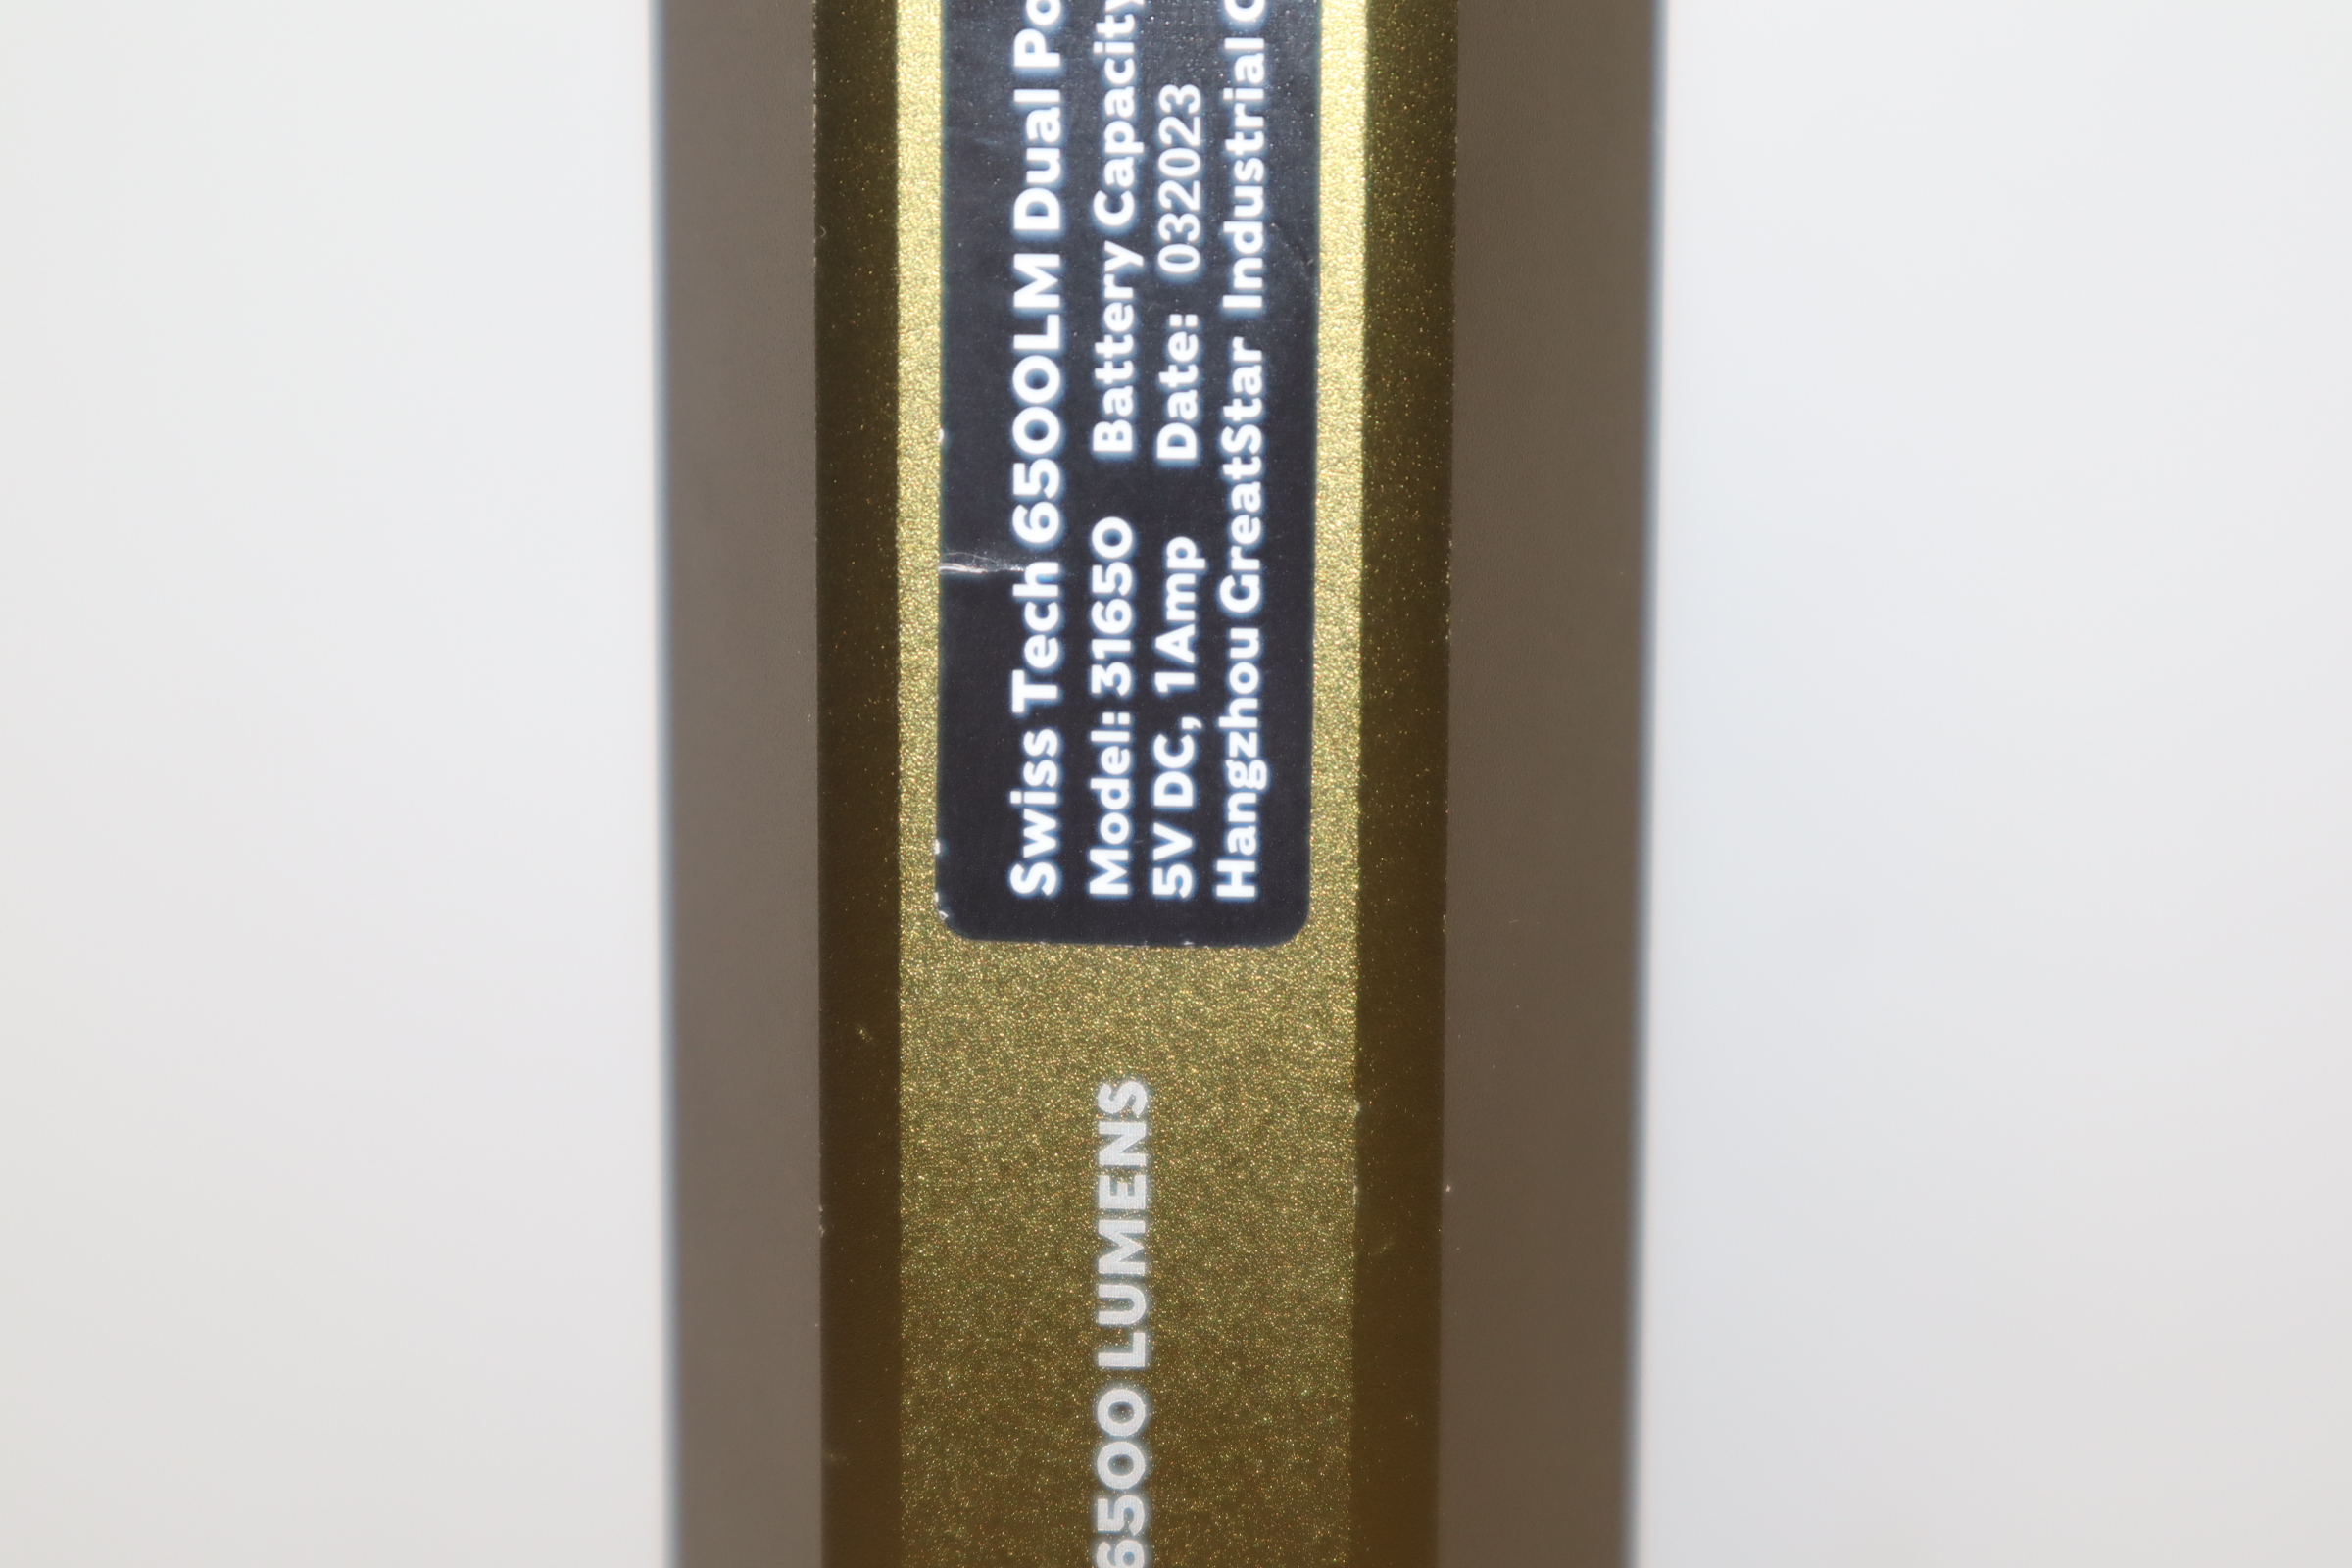 Swiss Tech 6500LM Dual Po
Model: 31650 Battery Capacity
5V DC, 1Amp Date: 032023
Hangzhou GreatStar Industrial
6500 LUMENS